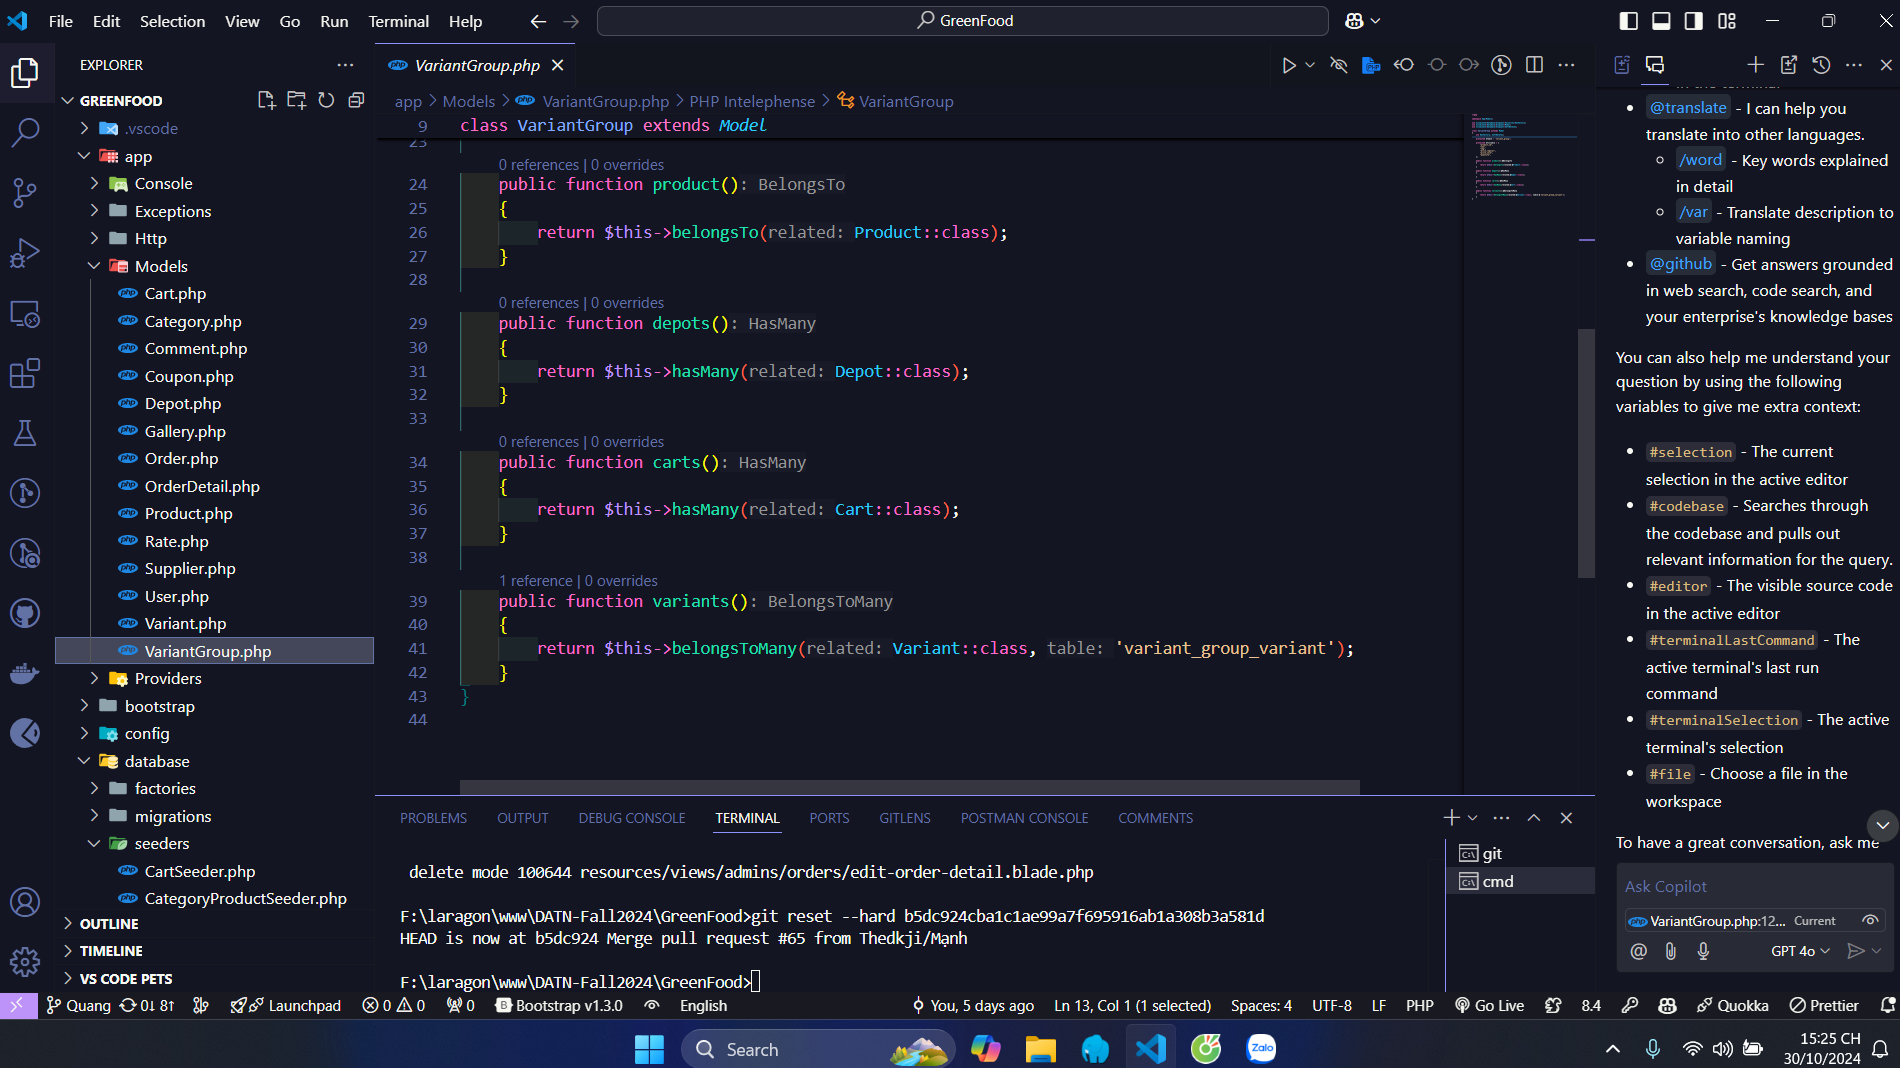 File Edit Selection View Go Run Terminal Help
GreenFood
EXPLORER
GREENFOOD
.vscode
app
Console
Exceptions
Http
Models
Cart.php
Category.php
Comment.php
Coupon.php
Depot.php
Gallery.php
Order.php
OrderDetail.php
Product.php
Rate.php
Supplier.php
User.php
Variant.php
VariantGroup.php
Providers
bootstrap
config
database
factories
migrations
seeders
CartSeeder.php
CategoryProductSeeder.php
OUTLINE
TIMELINE
VS CODE PETS
VariantGroup.php
app > Models > VariantGroup.php > PHP Intelephense > VariantGroup
9 class VariantGroup extends Model
23
0 references | 0 overrides
24 public function product(): BelongsTo
25 {
26 return $this->belongsTo(related: Product::class);
27 }
28
0 references | 0 overrides
29 public function depots(): HasMany
30 {
31 return $this->hasMany(related: Depot::class);
32 }
33
0 references | 0 overrides
34 public function carts(): HasMany
35 {
36 return $this->hasMany(related: Cart::class);
37 }
38
1 reference | 0 overrides
39 public function variants(): BelongsToMany
40 {
41 return $this->belongsToMany(related: Variant::class, table: 'variant_group_variant');
42 }
43 }
44
PROBLEMS OUTPUT DEBUG CONSOLE TERMINAL PORTS GITLENS POSTMAN CONSOLE COMMENTS
delete mode 100644 resources/views/admins/orders/edit-order-detail.blade.php
F:\laragon\www\DATN-Fall2024\GreenFood>git reset --hard b5dc924cba1c1ae99a7f695916ab1a308b3a581d
HEAD is now at b5dc924 Merge pull request #65 from Thedkji/Mạnh
F:\laragon\www\DATN-Fall2024\GreenFood>
git
cmd
@translate - I can help you
translate into other languages.
/word - Key words explained
in detail
/var - Translate description to
variable naming
@github - Get answers grounded
in web search, code search, and
your enterprise's knowledge bases
You can also help me understand your
question by using the following
variables to give me extra context:
#selection - The current
selection in the active editor
#codebase - Searches through
the codebase and pulls out
relevant information for the query.
#editor - The visible source code
in the active editor
#terminalLastCommand - The
active terminal's last run
command
#terminalSelection - The active
terminal's selection
#file - Choose a file in the
workspace
To have a great conversation, ask me
Ask Copilot
VariantGroup.php:12... Current
GPT 4o
Quang 0↓ 8↑ Launchpad 0 0 0 Bootstrap v1.3.0 English You, 5 days ago Ln 13, Col 1 (1 selected) Spaces: 4 UTF-8 LF PHP Go Live 8.4 Quokka Prettier
Search
Zalo
15:25 CH
30/10/2024